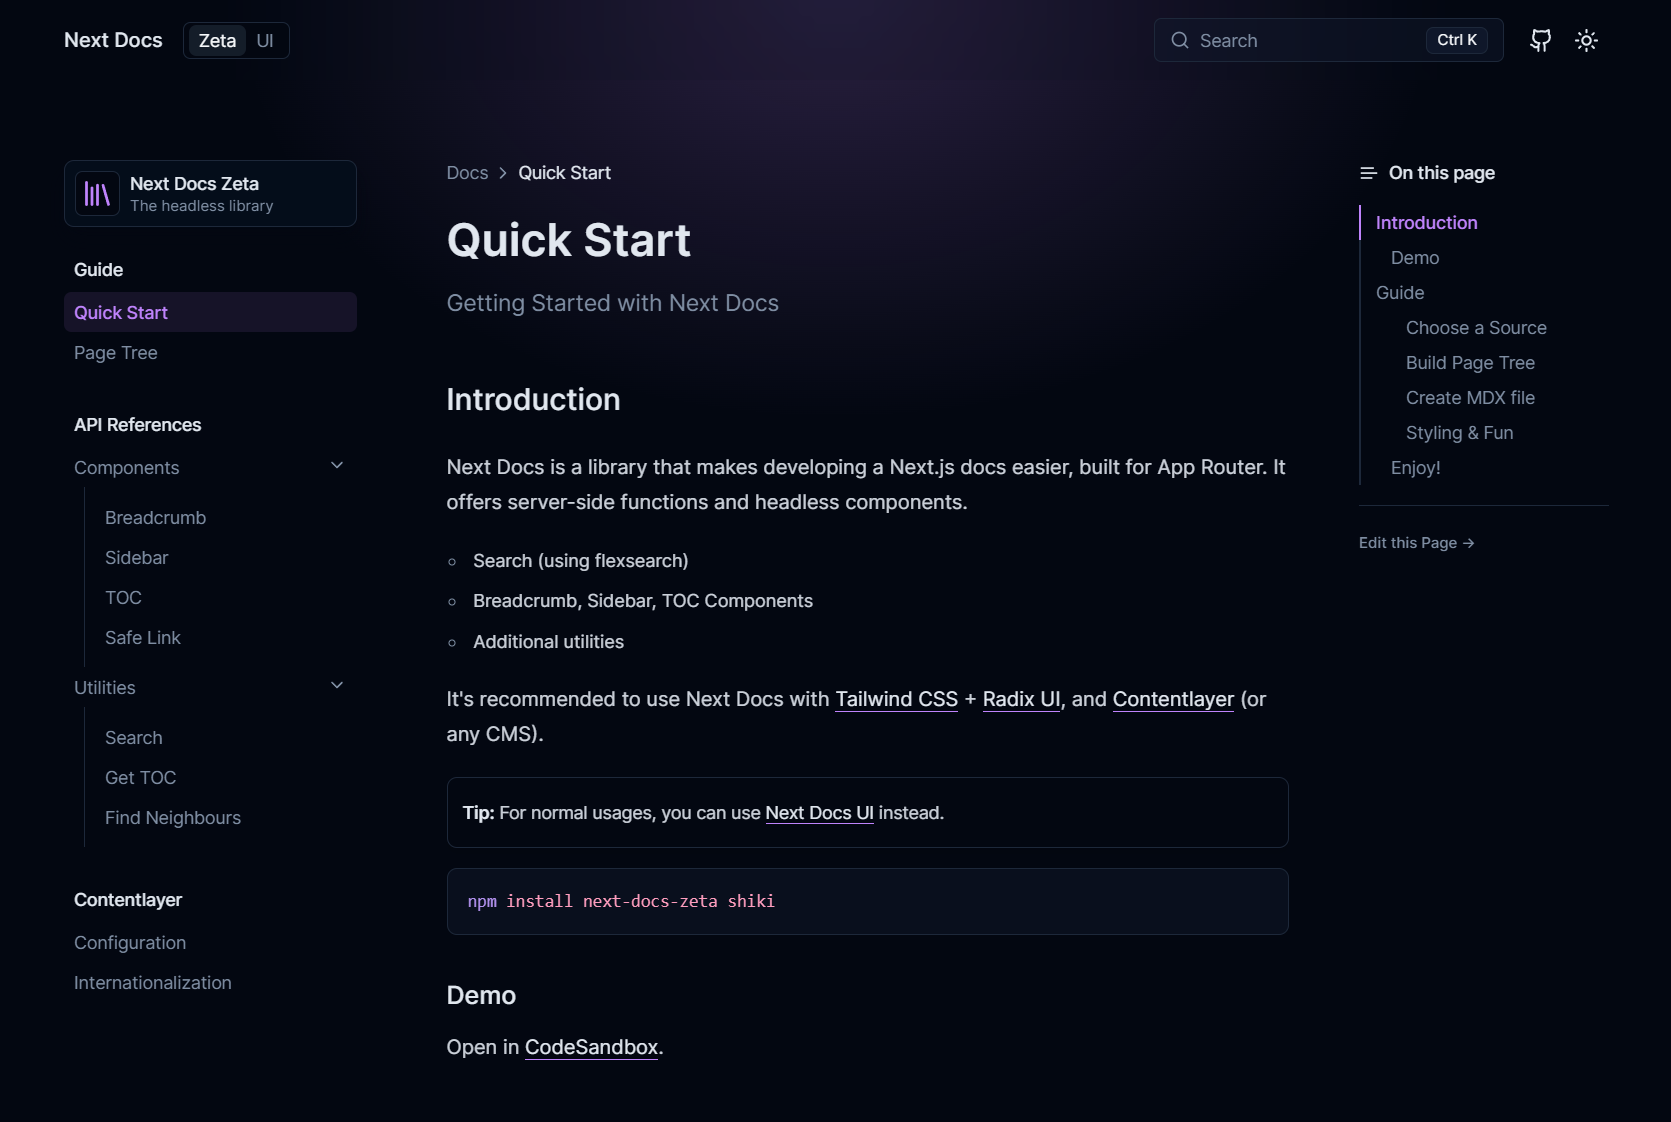 Next Docs
Zeta UI
Search
Ctrl K
Next Docs Zeta
The headless library
Guide
Quick Start
Page Tree
API References
Components
Breadcrumb
Sidebar
TOC
Safe Link
Utilities
Search
Get TOC
Find Neighbours
Contentlayer
Configuration
Internationalization
Docs > Quick Start
Quick Start
Getting Started with Next Docs
Introduction
Next Docs is a library that makes developing a Next.js docs easier, built for App Router. It
offers server-side functions and headless components.
Search (using flexsearch)
Breadcrumb, Sidebar, TOC Components
Additional utilities
It's recommended to use Next Docs with Tailwind CSS + Radix UI, and Contentlayer (or
any CMS).
Tip: For normal usages, you can use Next Docs UI instead.
npm install next-docs-zeta shiki
Demo
Open in CodeSandbox.
On this page
Introduction
Demo
Guide
Choose a Source
Build Page Tree
Create MDX file
Styling & Fun
Enjoy!
Edit this Page →